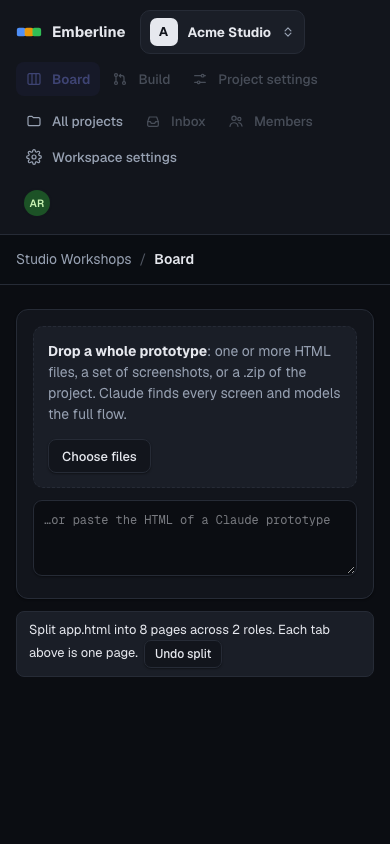 Emberline
A Acme Studio
Board Build Project settings
All projects Inbox Members
Workspace settings
AR
Studio Workshops / Board
Drop a whole prototype: one or more HTML
files, a set of screenshots, or a .zip of the
project. Claude finds every screen and models
the full flow.
Choose files
…or paste the HTML of a Claude prototype
Split app.html into 8 pages across 2 roles. Each tab
above is one page. Undo split